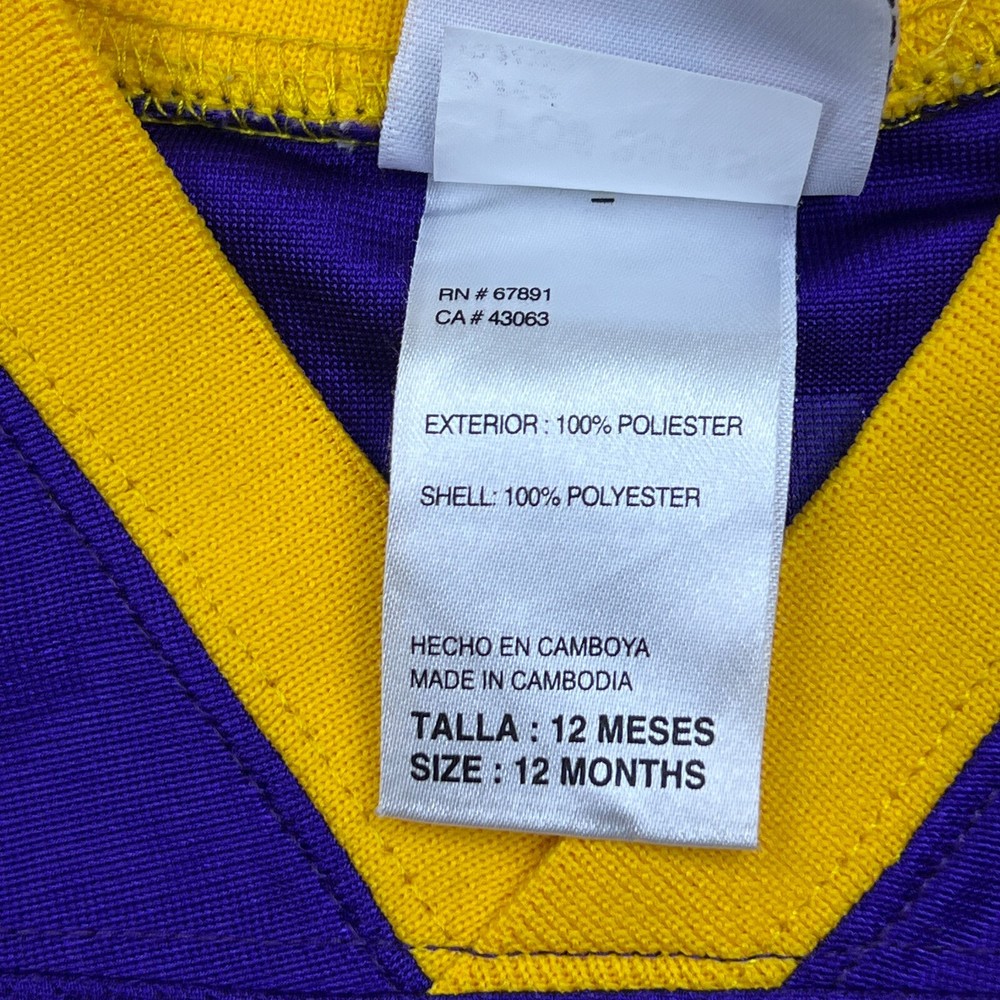 RN # 67891
CA # 43063
EXTERIOR : 100% POLIESTER
SHELL: 100% POLYESTER
HECHO EN CAMBOYA
MADE IN CAMBODIA
TALLA : 12 MESES
SIZE : 12 MONTHS